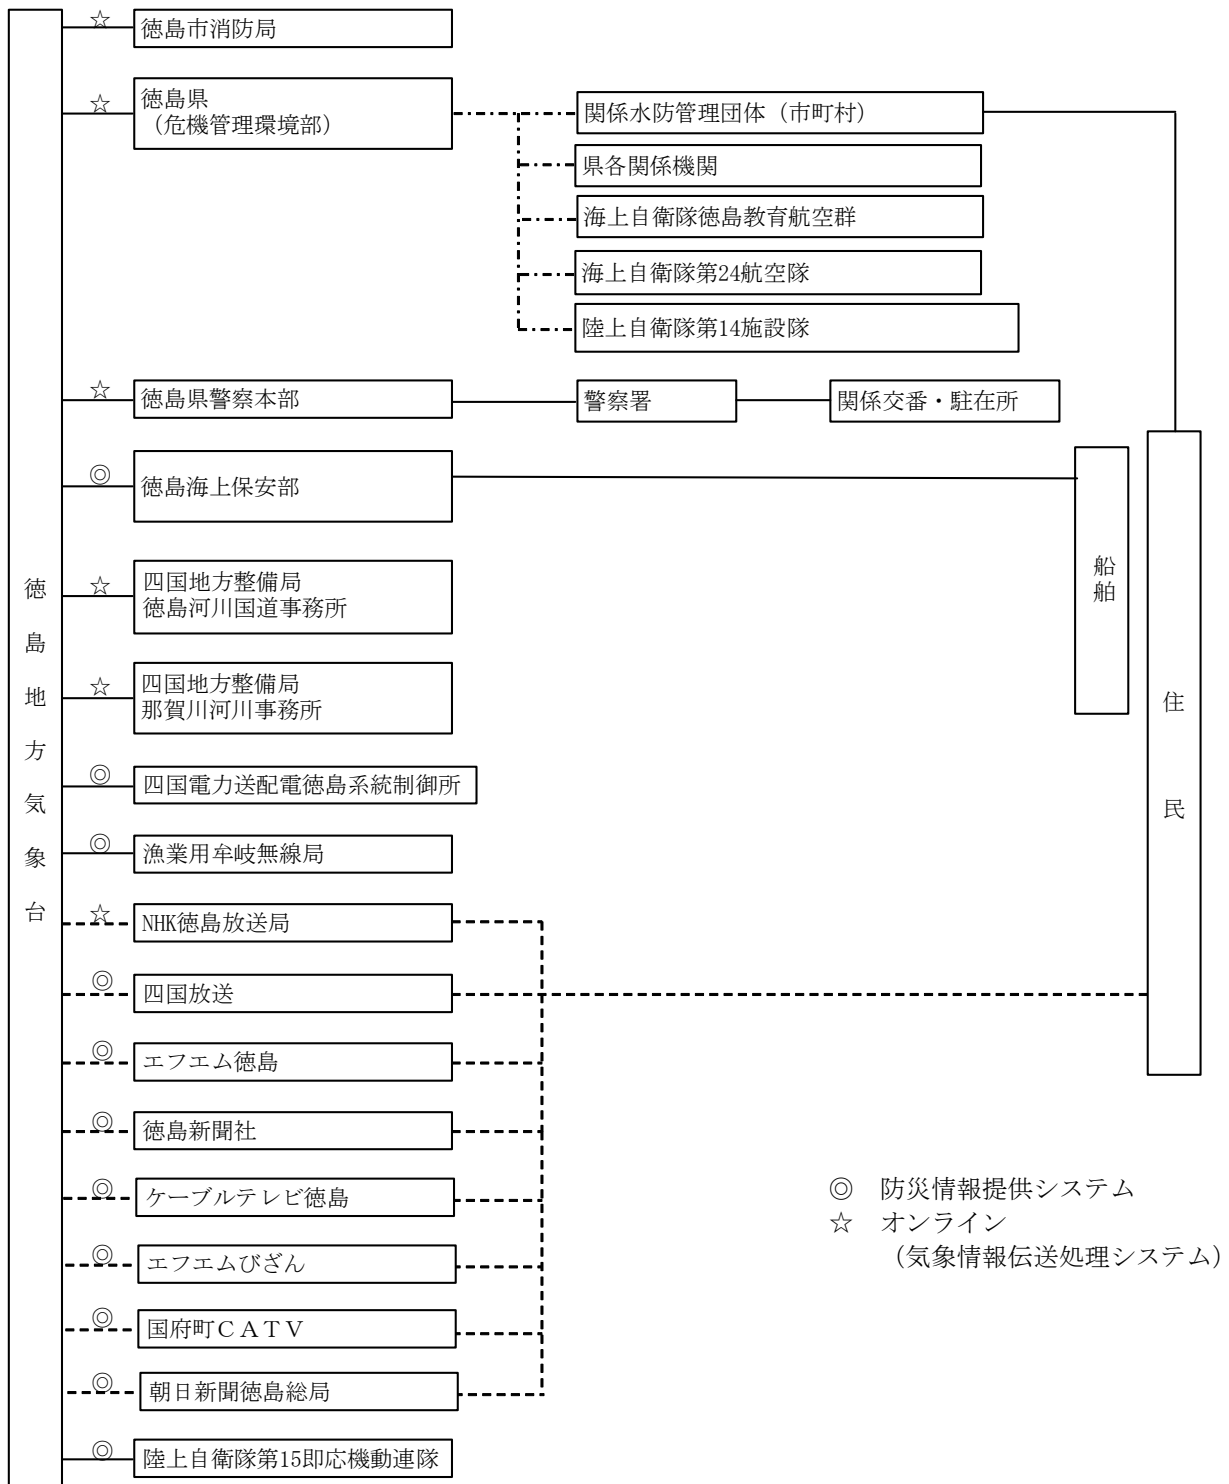 ☆
徳島市消防局
☆
徳島県
（危機管理環境部）
関係水防管理団体（市町村）
県各関係機関
海上自衛隊徳島教育航空群
海上自衛隊第24航空隊
陸上自衛隊第14施設隊
☆
徳島県警察本部
警察署
関係交番・駐在所
◎
徳島海上保安部
船舶
住民
徳島地方気象台
☆
四国地方整備局
徳島河川国道事務所
☆
四国地方整備局
那賀川河川事務所
◎
四国電力送配電徳島系統制御所
◎
漁業用牟岐無線局
☆
NHK徳島放送局
◎
四国放送
◎
エフエム徳島
◎
徳島新聞社
◎
ケーブルテレビ徳島
◎
エフエムびざん
◎
国府町ＣＡＴＶ
◎
朝日新聞徳島総局
◎
陸上自衛隊第15即応機動連隊
◎ 防災情報提供システム
☆ オンライン
（気象情報伝送処理システム）